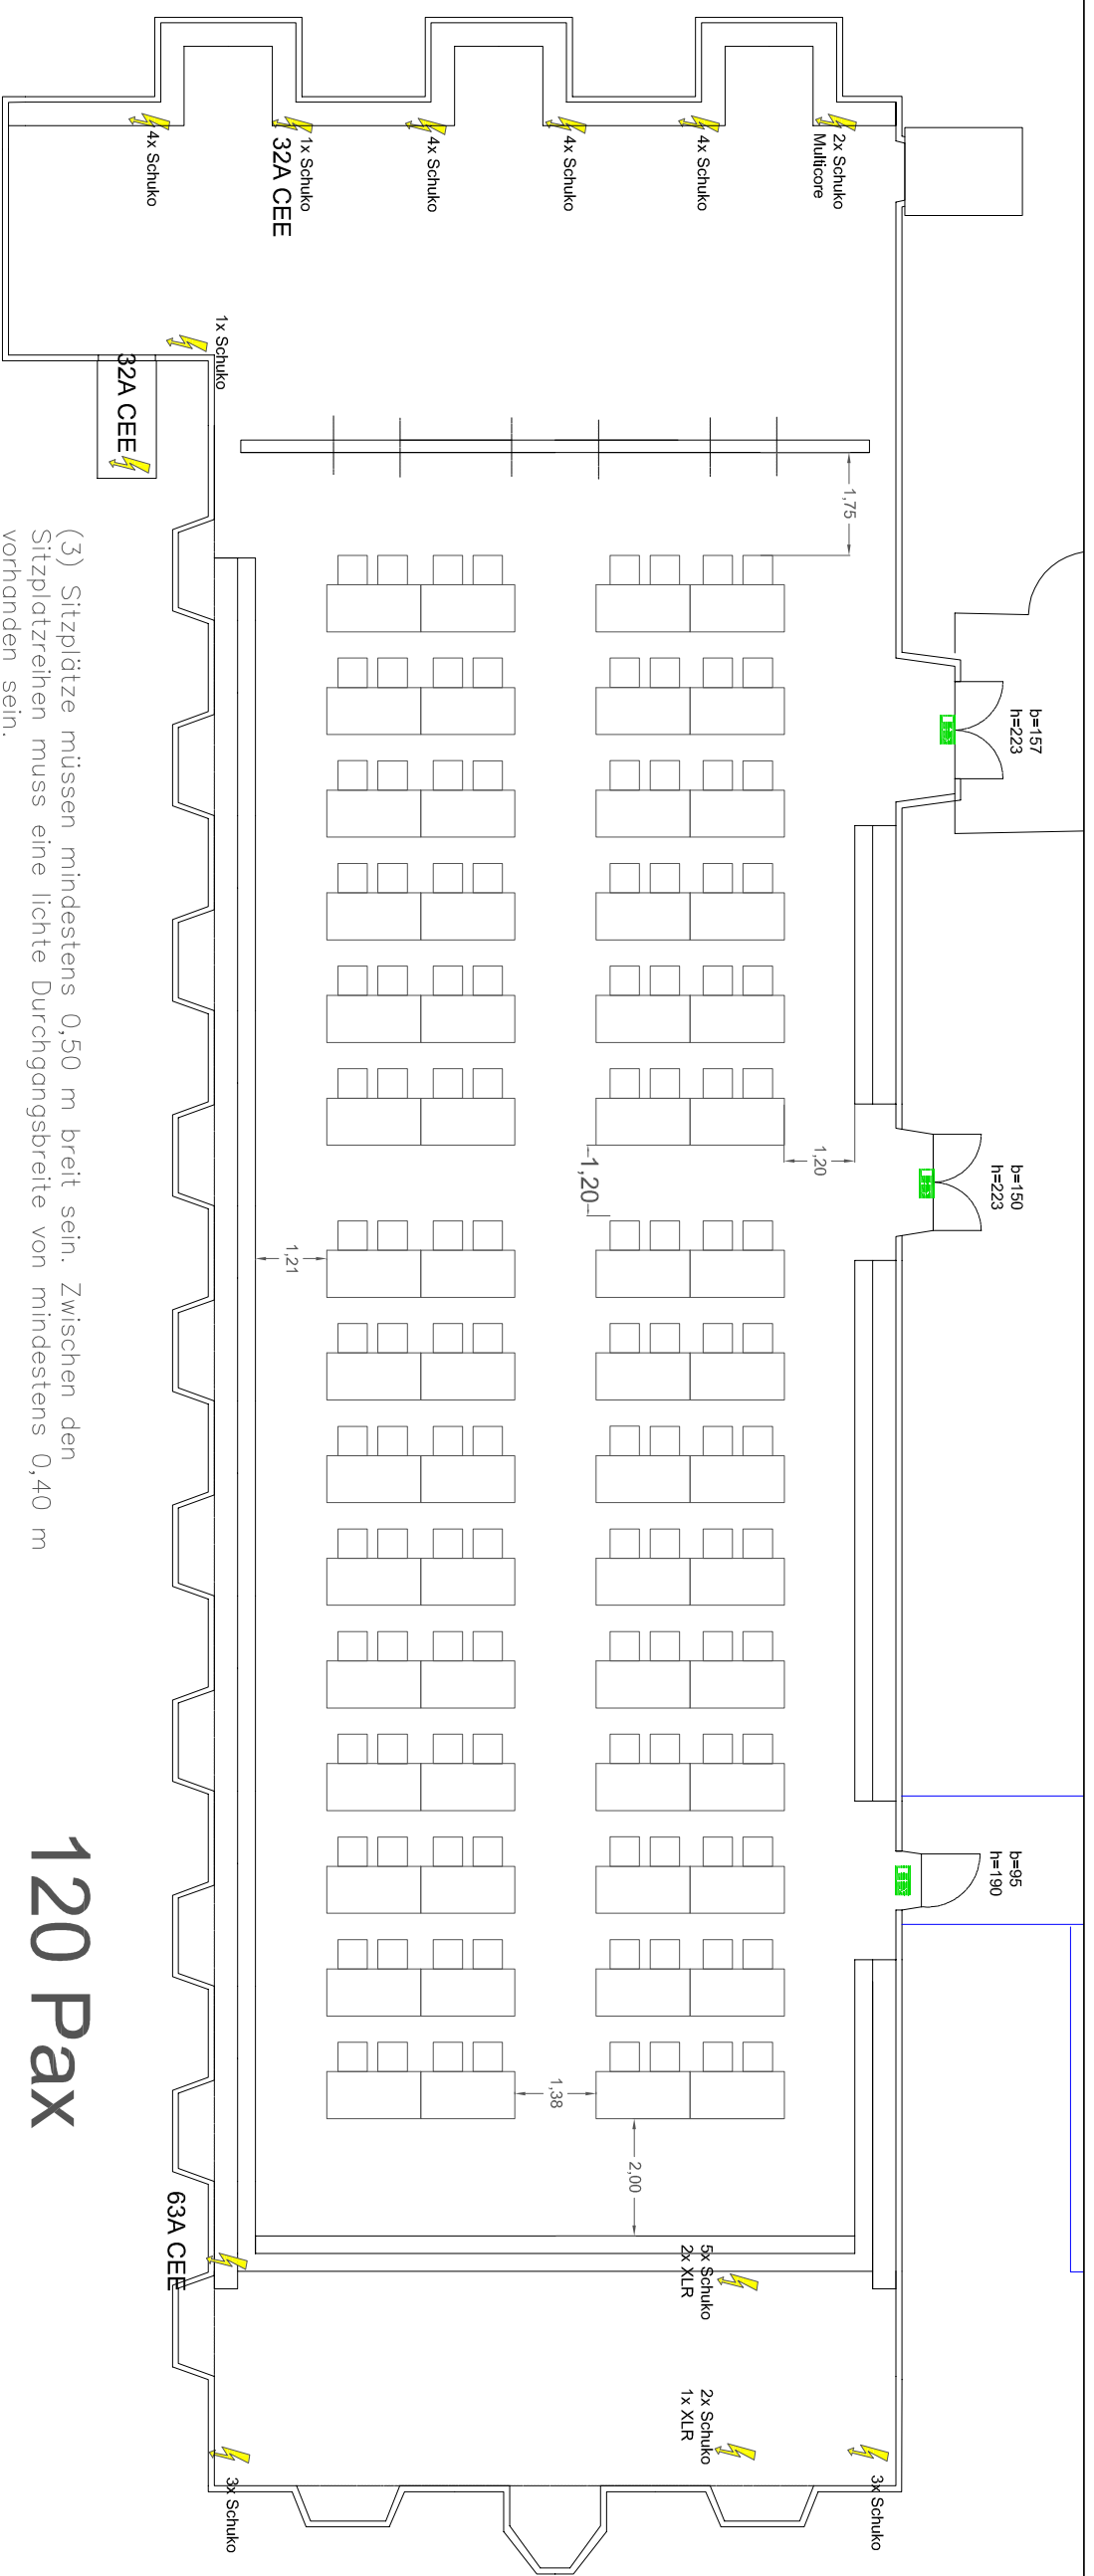 2x Schuko
Multicore
4x Schuko
4x Schuko
4x Schuko
1x Schuko
32A CEE
4x Schuko
1x Schuko
32A CEE
1,75
b=157
h=223
b=150
h=223
1,20
1,20
1,21
b=95
h=190
1,38
2,00
5x Schuko
2x XLR
63A CEE
2x Schuko
1x XLR
3x Schuko
3x Schuko
(3) Sitzplätze müssen mindestens 0,50 m breit sein. Zwischen den
Sitzplatzreihen muss eine lichte Durchgangsbreite von mindestens 0,40 m
vorhanden sein.
120 Pax